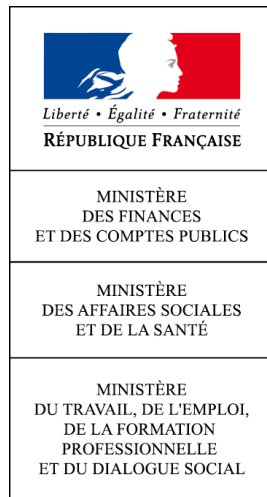 Liberté • Égalité • Fraternité
RÉPUBLIQUE FRANÇAISE
MINISTÈRE
DES FINANCES
ET DES COMPTES PUBLICS
MINISTÈRE
DES AFFAIRES SOCIALES
ET DE LA SANTÉ
MINISTÈRE
DU TRAVAIL, DE L'EMPLOI,
DE LA FORMATION
PROFESSIONNELLE
ET DU DIALOGUE SOCIAL